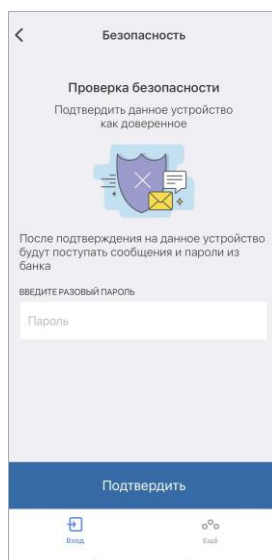 Безопасность
Проверка безопасности
Подтвердить данное устройство
как доверенное
После подтверждения на данное устройство
будут поступать сообщения и пароли из
банка
ВВЕДИТЕ РАЗОВЫЙ ПАРОЛЬ
Пароль
Подтвердить
Вход
Ещё